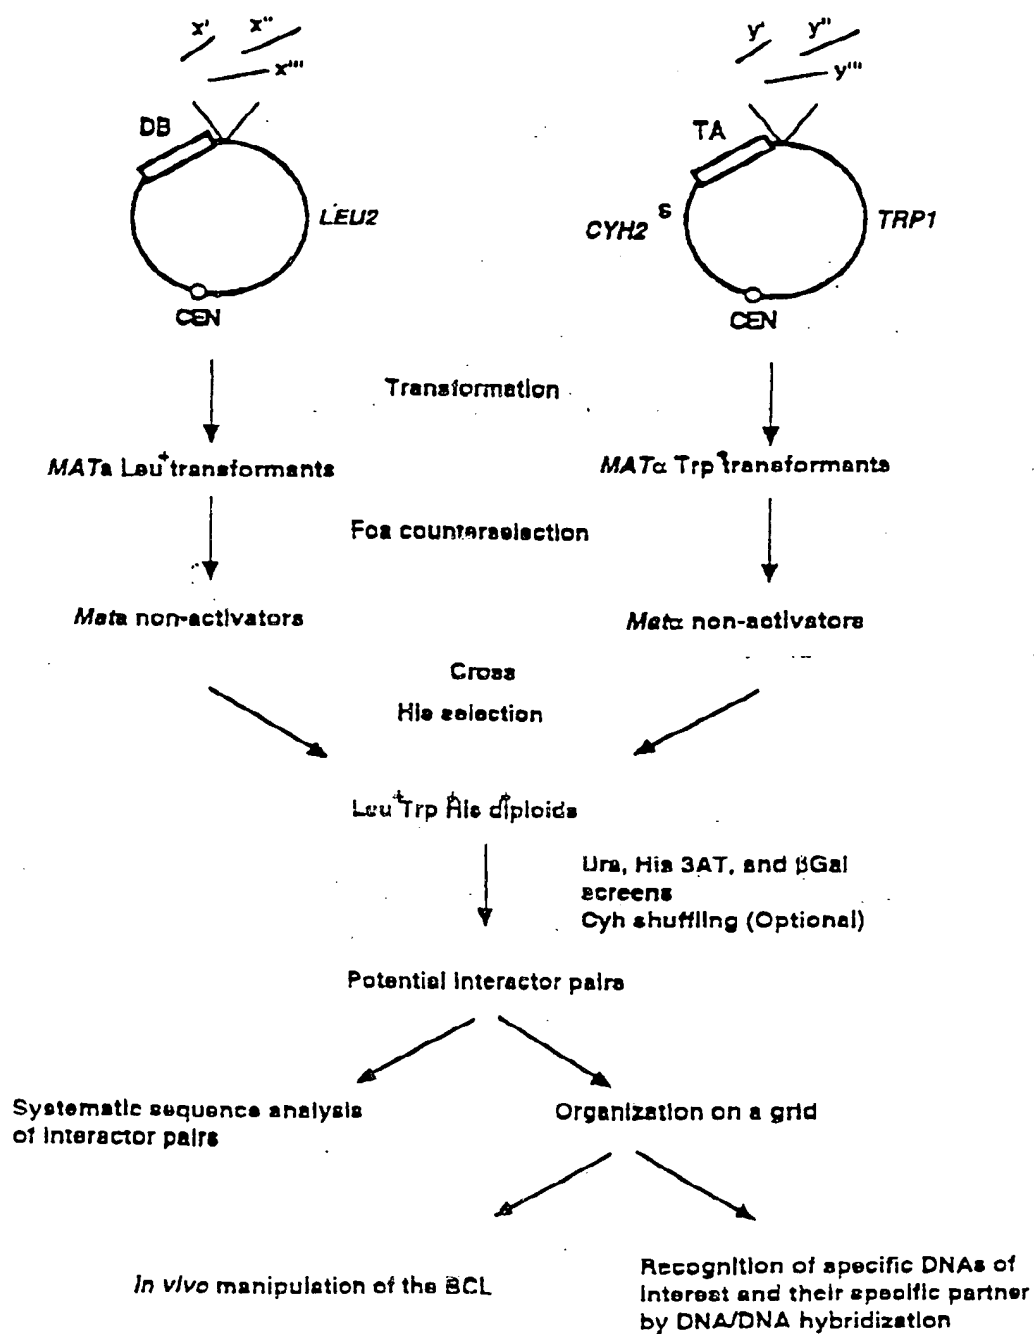 x' x'' y' y''
x''' y'''
DB TA
LEU2 CYH2 S TRP1
CEN CEN
Transformation
MATa Leu+ transformants MATα Trp+ transformants
Foa counterselection
Mata non-activators Matα non-activators
Cross
His selection
Leu+ Trp+ His+ diploids
Ura, His 3AT, and βGal
screens
Cyh shuffling (Optional)
Potential interactor pairs
Systematic sequence analysis
of interactor pairs
Organization on a grid
In vivo manipulation of the BCL
Recognition of specific DNAs of
interest and their specific partner
by DNA/DNA hybridization